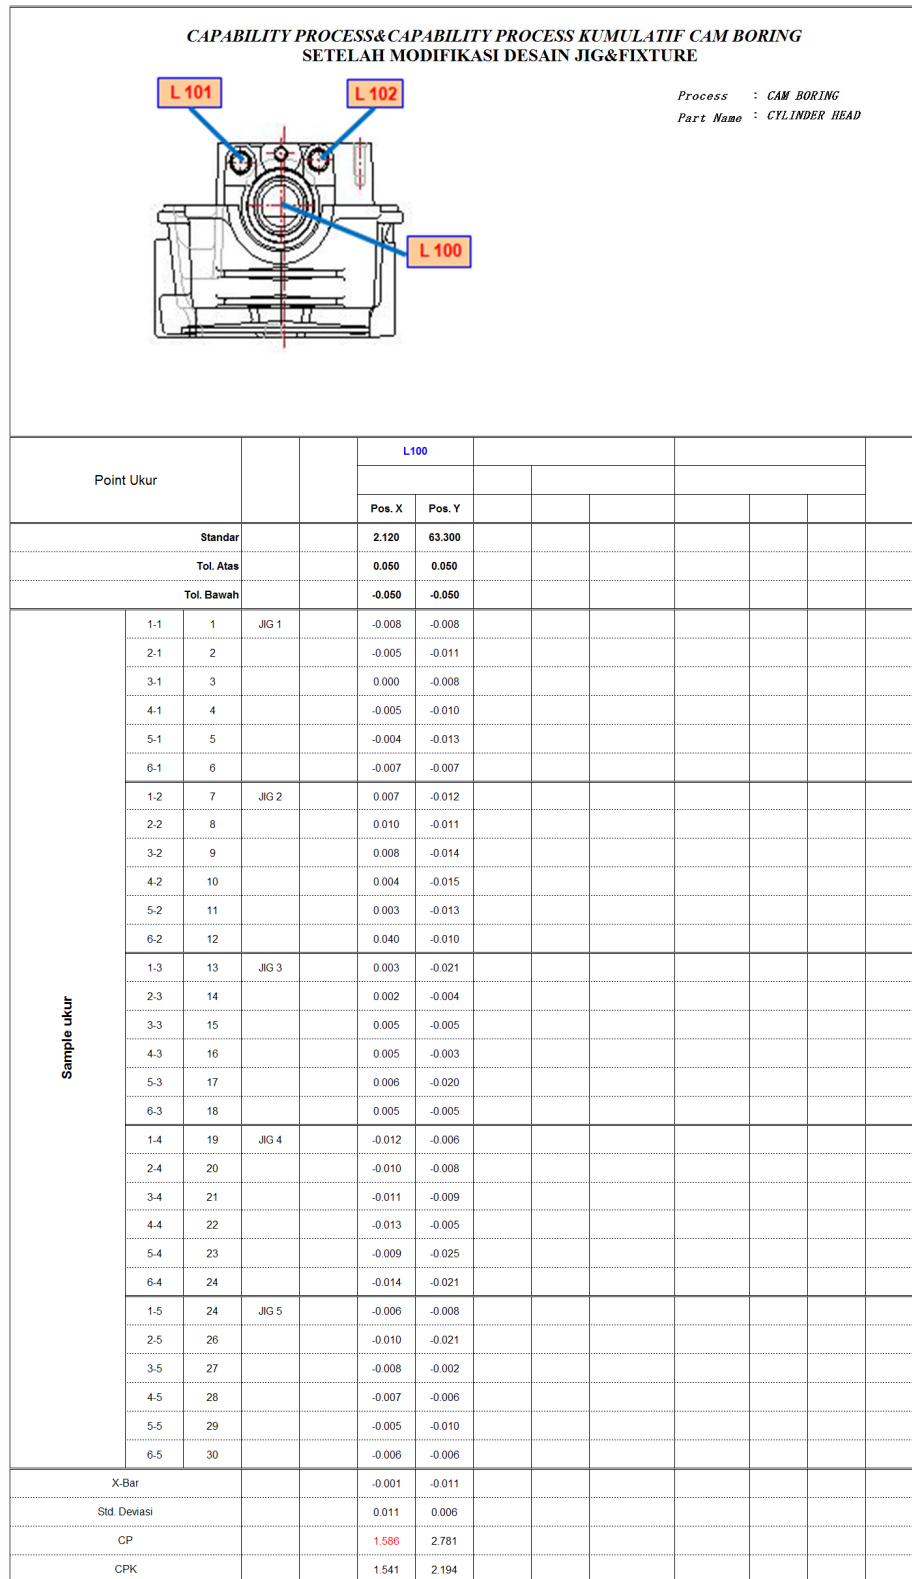 CAPABILITY PROCESS&CAPABILITY PROCESS KUMULATIF CAM BORING
SETELAH MODIFIKASI DESAIN JIG&FIXTURE
L 101
L 102
Process : CAM BORING
Part Name : CYLINDER HEAD
L 100
Point Ukur L100
Pos. X Pos. Y
Standar 2.120 63.300
Tol. Atas 0.050 0.050
Tol. Bawah -0.050 -0.050
Sample ukur
1-1 1 JIG 1 -0.008 -0.008
2-1 2 -0.005 -0.011
3-1 3 0.000 -0.008
4-1 4 -0.005 -0.010
5-1 5 -0.004 -0.013
6-1 6 -0.007 -0.007
1-2 7 JIG 2 0.007 -0.012
2-2 8 0.010 -0.011
3-2 9 0.008 -0.014
4-2 10 0.004 -0.015
5-2 11 0.003 -0.013
6-2 12 0.040 -0.010
1-3 13 JIG 3 0.003 -0.021
2-3 14 0.002 -0.004
3-3 15 0.005 -0.005
4-3 16 0.005 -0.003
5-3 17 0.006 -0.020
6-3 18 0.005 -0.005
1-4 19 JIG 4 -0.012 -0.006
2-4 20 -0.010 -0.008
3-4 21 -0.011 -0.009
4-4 22 -0.013 -0.005
5-4 23 -0.009 -0.025
6-4 24 -0.014 -0.021
1-5 24 JIG 5 -0.006 -0.008
2-5 26 -0.010 -0.021
3-5 27 -0.008 -0.002
4-5 28 -0.007 -0.006
5-5 29 -0.005 -0.010
6-5 30 -0.006 -0.006
X-Bar -0.001 -0.011
Std. Deviasi 0.011 0.006
CP 1.586 2.781
CPK 1.541 2.194